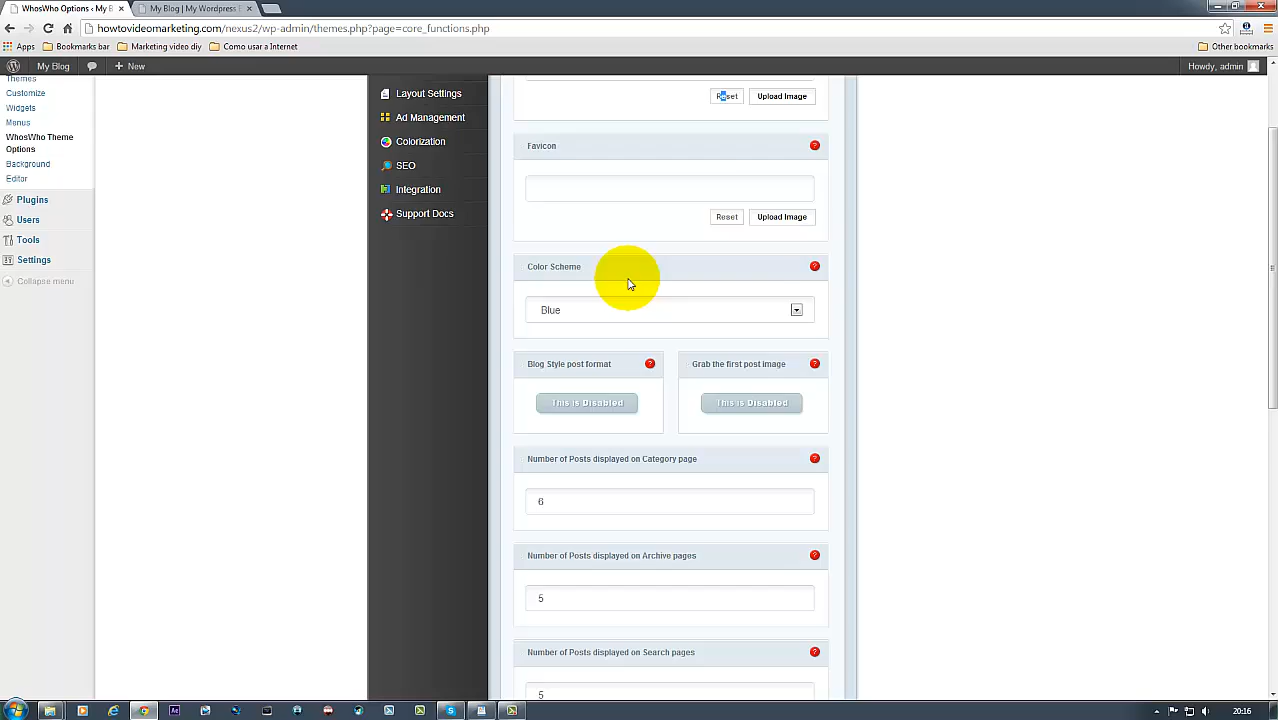 WhosWho Options ‹ My B
My Blog | My Wordpress B
howtovideomarketing.com/nexus2/wp-admin/themes.php?page=core_functions.php
Apps
Bookmarks bar
Marketing video diy
Como usar a Internet
Other bookmarks
My Blog
New
Howdy, admin
Themes
Customize
Widgets
Menus
WhosWho Theme
Options
Background
Editor
Plugins
Users
Tools
Settings
Collapse menu
Layout Settings
Ad Management
Colorization
SEO
Integration
Support Docs
Reset
Upload Image
Favicon
Reset
Upload Image
Color Scheme
Blue
Blog Style post format
Grab the first post image
This is Disabled
This is Disabled
Number of Posts displayed on Category page
6
Number of Posts displayed on Archive pages
5
Number of Posts displayed on Search pages
5
20:16